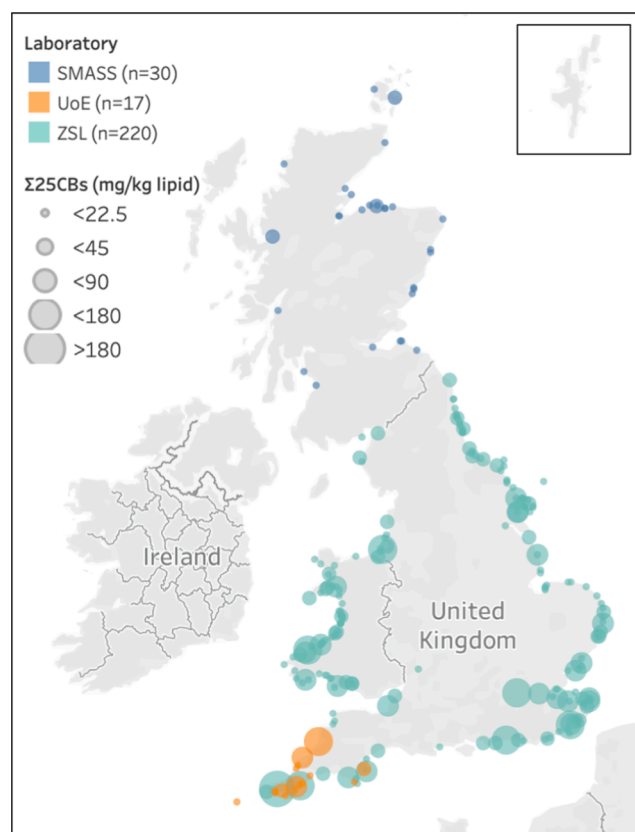 Laboratory
SMASS (n=30)
UoE (n=17)
ZSL (n=220)
Σ25CBs (mg/kg lipid)
<22.5
<45
<90
<180
>180
Ireland
United
Kingdom